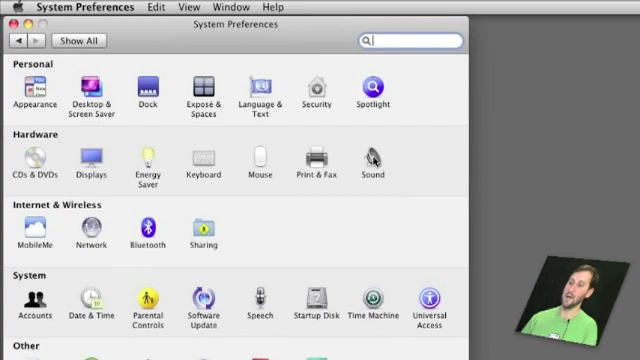 System Preferences Edit View Window Help
System Preferences
Show All
Personal
Appearance Desktop & Screen Saver Dock Exposé & Spaces Language & Text Security Spotlight
Hardware
CDs & DVDs Displays Energy Saver Keyboard Mouse Print & Fax Sound
Internet & Wireless
MobileMe Network Bluetooth Sharing
System
Accounts Date & Time Parental Controls Software Update Speech Startup Disk Time Machine Universal Access
Other